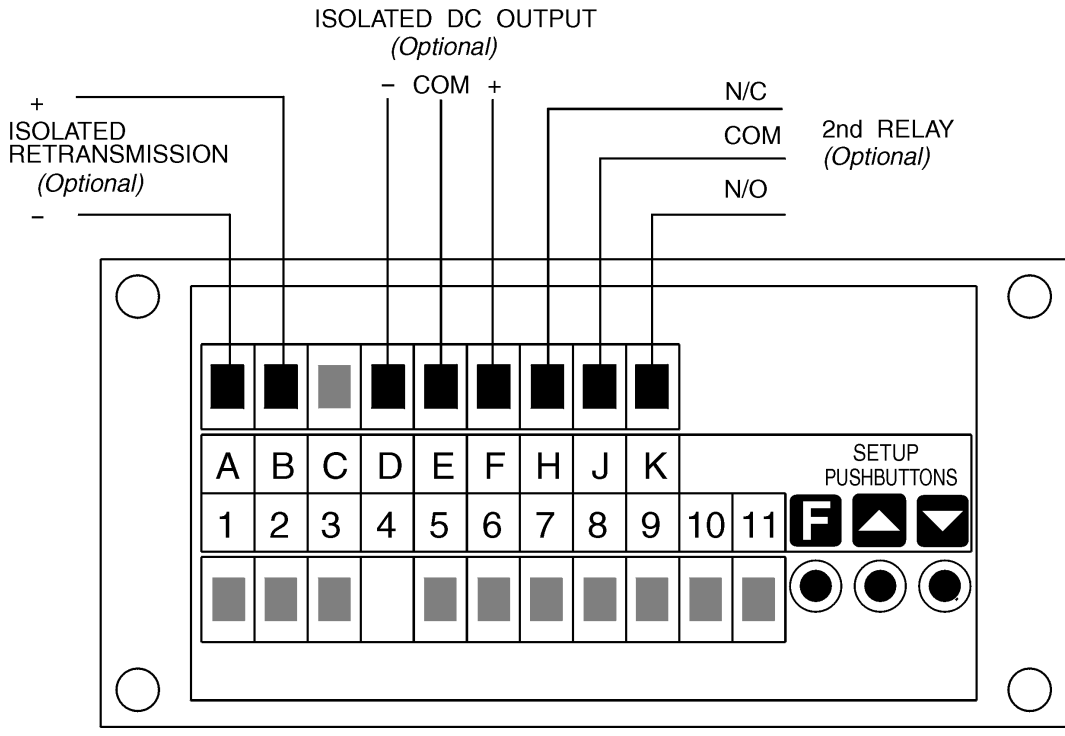 ISOLATED DC OUTPUT
(Optional)
– COM +
+
ISOLATED
RETRANSMISSION
(Optional)
–
N/C
COM
N/O
2nd RELAY
(Optional)
A B C D E F H J K
SETUP
PUSHBUTTONS
1 2 3 4 5 6 7 8 9 10 11
F